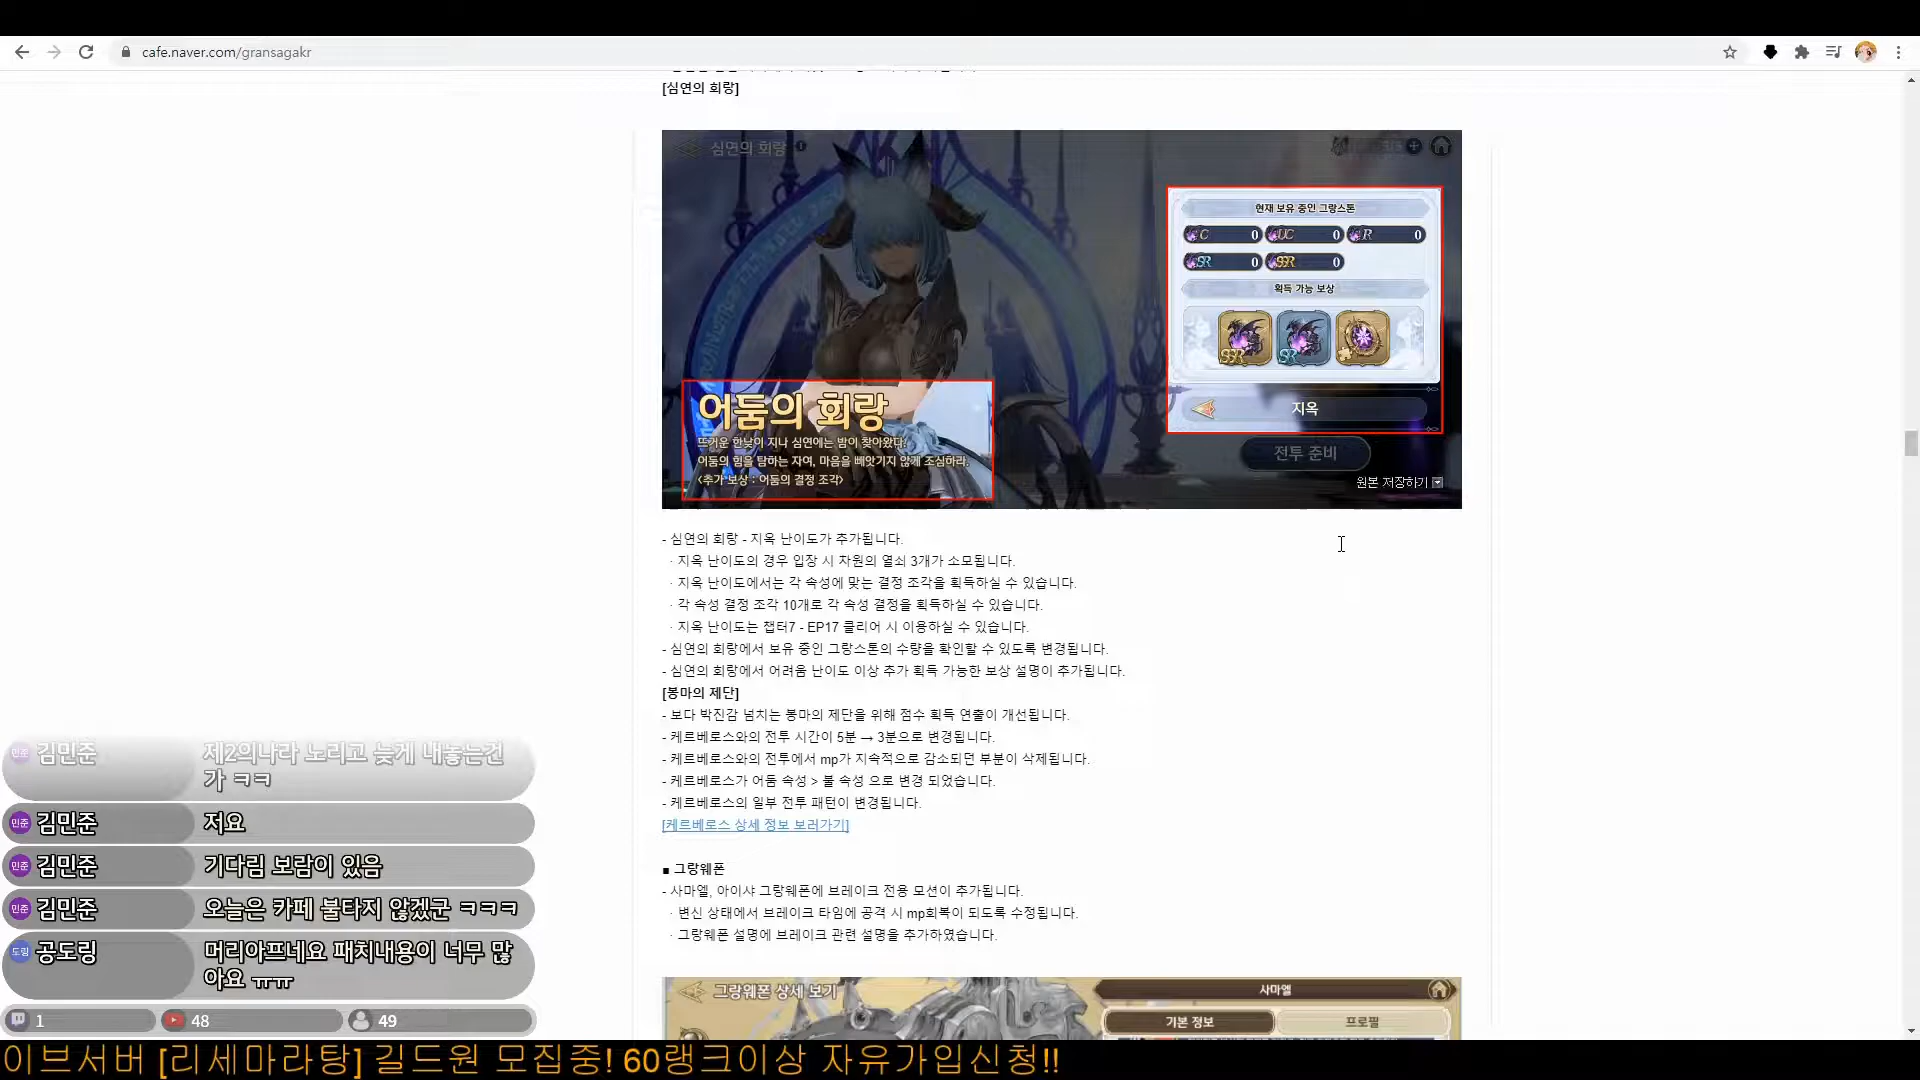 cafe.naver.com/gransagakr
[심연의 회랑]
심연의 회랑
현재 보유 중인 그랑스톤
C 0 UC 0 R 0
SR 0 SSR 0
획득 가능 보상
SSR SR
지옥
전투 준비
원본 저장하기
어둠의 회랑
뜨거운 한낮이 지나 심연에는 밤이 찾아왔다.
어둠의 힘을 탐하는 자여, 마음을 빼앗기지 않게 조심하라.
<추가 보상 : 어둠의 결정 조각>
- 심연의 회랑 - 지옥 난이도가 추가됩니다.
· 지옥 난이도의 경우 입장 시 차원의 열쇠 3개가 소모됩니다.
· 지옥 난이도에서는 각 속성에 맞는 결정 조각을 획득하실 수 있습니다.
· 각 속성 결정 조각 10개로 각 속성 결정을 획득하실 수 있습니다.
· 지옥 난이도는 챕터7 - EP17 클리어 시 이용하실 수 있습니다.
- 심연의 회랑에서 보유 중인 그랑스톤의 수량을 확인할 수 있도록 변경됩니다.
- 심연의 회랑에서 어려움 난이도 이상 추가 획득 가능한 보상 설명이 추가됩니다.
[봉마의 제단]
- 보다 박진감 넘치는 봉마의 제단을 위해 점수 획득 연출이 개선됩니다.
- 케르베로스와의 전투 시간이 5분 → 3분으로 변경됩니다.
- 케르베로스와의 전투에서 mp가 지속적으로 감소되던 부분이 삭제됩니다.
- 케르베로스가 어둠 속성 > 불 속성 으로 변경 되었습니다.
- 케르베로스의 일부 전투 패턴이 변경됩니다.
[케르베로스 상세 정보 보러가기]
■ 그랑웨폰
- 사마엘, 아이샤 그랑웨폰에 브레이크 전용 모션이 추가됩니다.
· 변신 상태에서 브레이크 타임에 공격 시 mp회복이 되도록 수정됩니다.
· 그랑웨폰 설명에 브레이크 관련 설명을 추가하였습니다.
그랑웨폰 상세 보기
사마엘
기본 정보 프로필
민준 김민준 제2의나라 노리고 늦게 내놓는건
가 ㅋㅋ
민준 김민준 저요
민준 김민준 기다림 보람이 있음
민준 김민준 오늘은 카페 불타지 않겠군 ㅋㅋㅋ
도링 공도링 머리아프네요 패치내용이 너무 많
아요 ㅠㅠ
1 48 49
이브서버 [리세마라탕] 길드원 모집중! 60랭크이상 자유가입신청!!